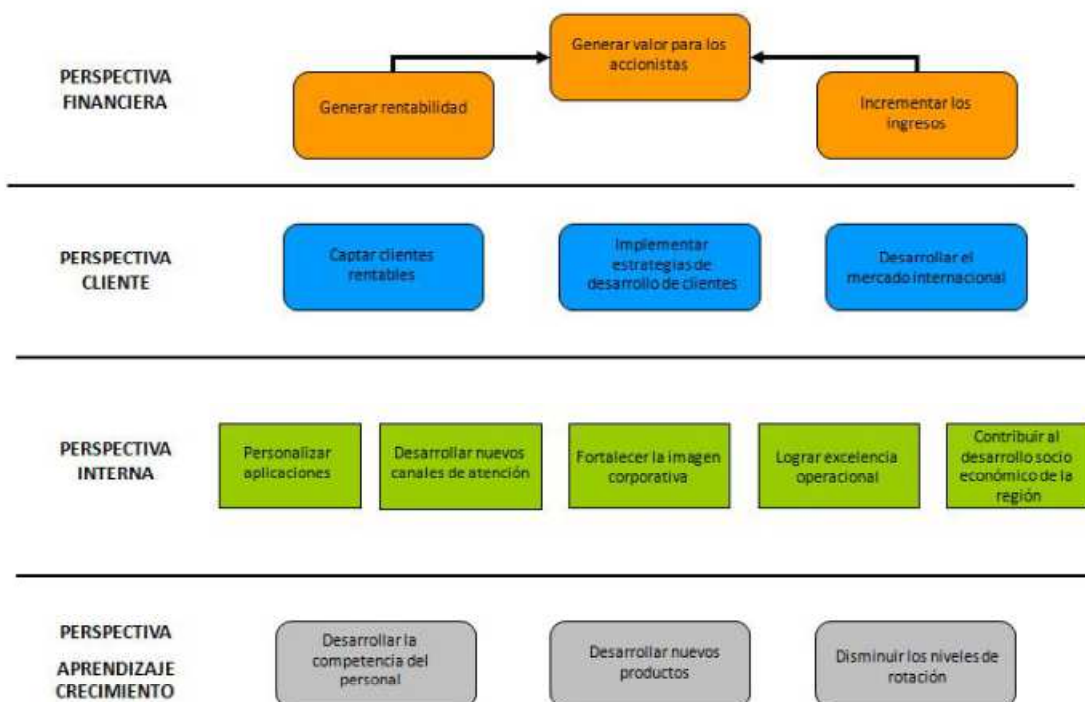 PERSPECTIVA
FINANCIERA
Generar valor para los
accionistas
Generar rentabilidad
Incrementar los
ingresos
PERSPECTIVA
CLIENTE
Captar clientes
rentables
Implementar
estrategias de
desarrollo de clientes
Desarrollar el
mercado internacional
PERSPECTIVA
INTERNA
Personalizar
aplicaciones
Desarrollar nuevos
canales de atención
Fortalecer la imagen
corporativa
Lograr excelencia
operacional
Contribuir al
desarrollo socio
económico de la
región
PERSPECTIVA
APRENDIZAJE
CRECIMIENTO
Desarrollar la
competencia del
personal
Desarrollar nuevos
productos
Disminuir los niveles de
rotación